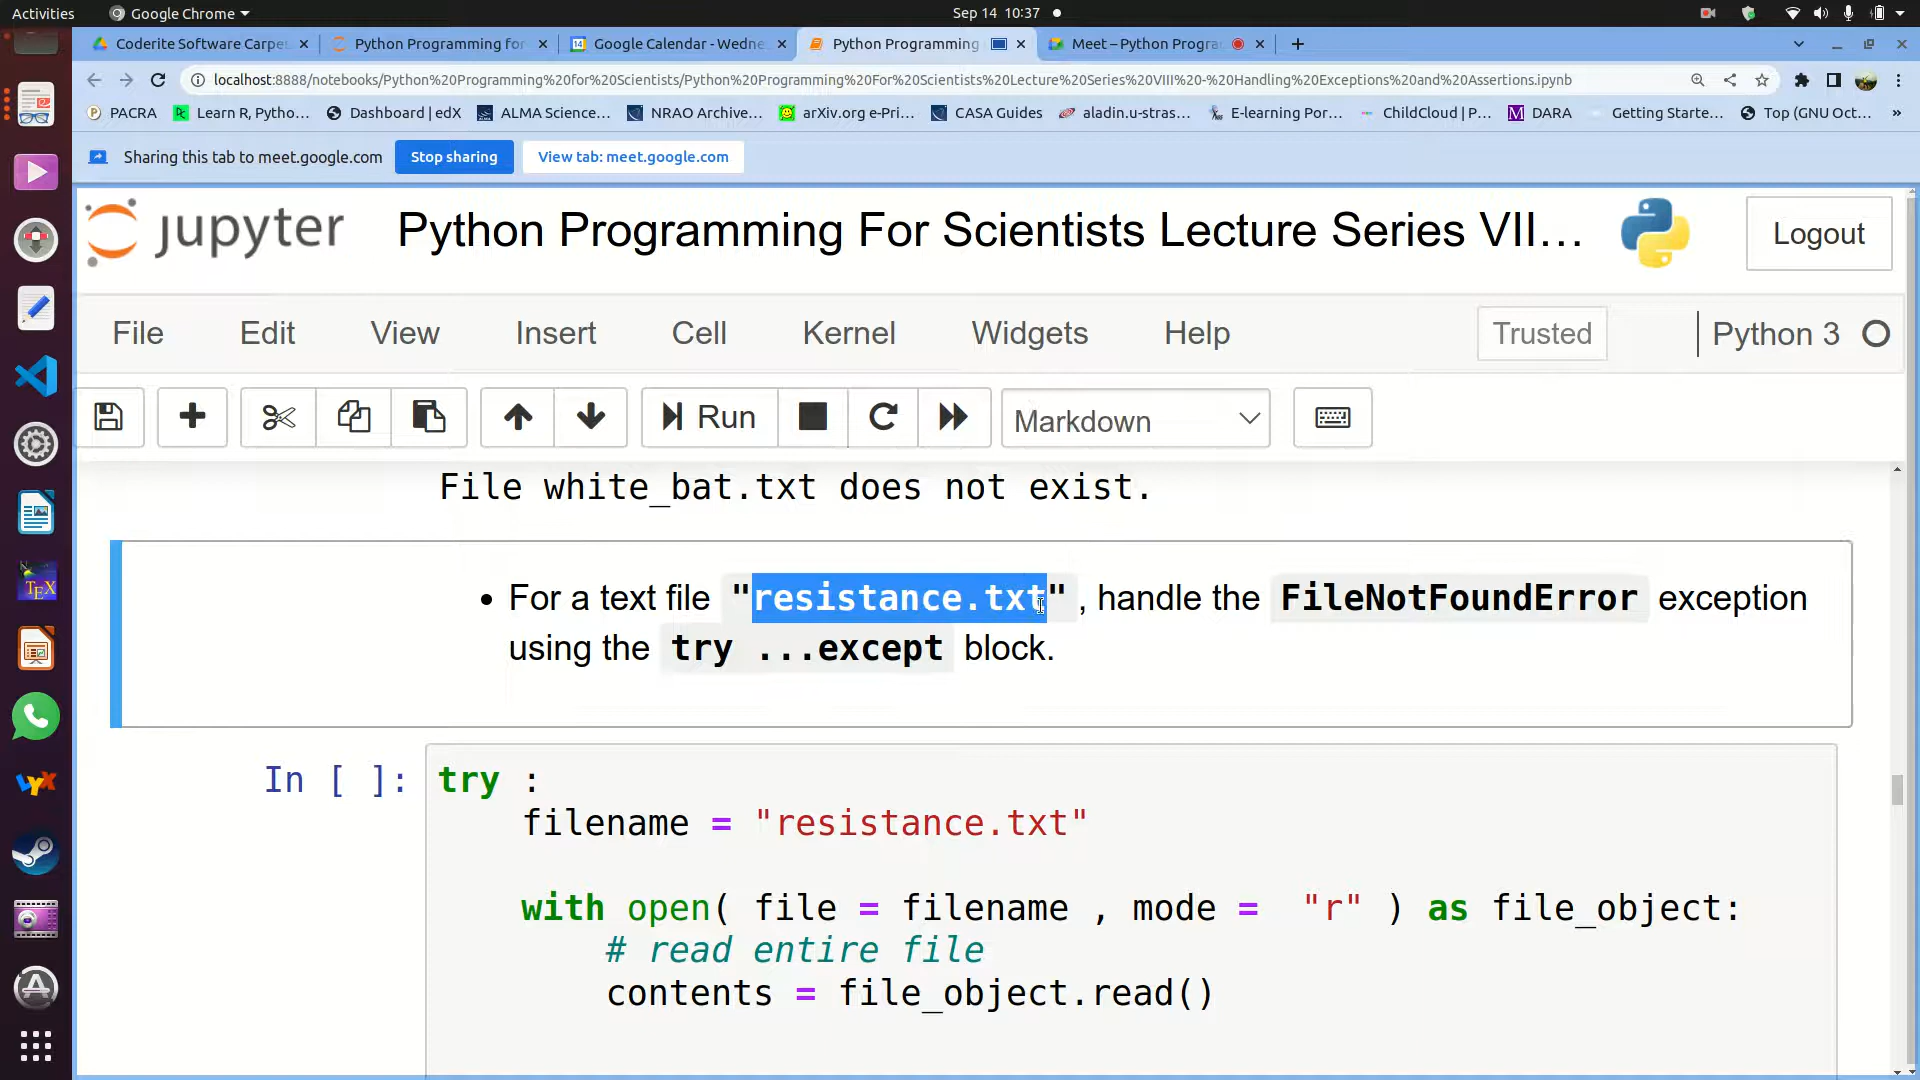 Activities
Google Chrome
Sep 14 10:37
Coderite Software Carpe
Python Programming for
Google Calendar - Wedne
Python Programming
Meet – Python Progra
localhost:8888/notebooks/Python%20Programming%20for%20Scientists/Python%20Programming%20For%20Scientists%20Lecture%20Series%20VIII%20-%20Handling%20Exceptions%20and%20Assertions.ipynb
PACRA
Learn R, Pytho...
Dashboard | edX
ALMA Science...
NRAO Archive...
arXiv.org e-Pri...
CASA Guides
aladin.u-stras...
E-learning Por...
ChildCloud | P...
DARA
Getting Starte...
Top (GNU Oct...
»
Sharing this tab to meet.google.com
Stop sharing
View tab: meet.google.com
jupyter
Python Programming For Scientists Lecture Series VII...
Logout
File
Edit
View
Insert
Cell
Kernel
Widgets
Help
Trusted
Python 3
Run
Markdown
File white_bat.txt does not exist.
• For a text file "resistance.txt" , handle the FileNotFoundError exception
using the try ...except block.
In [ ]:
try :
filename = "resistance.txt"
with open( file = filename , mode = "r" ) as file_object:
# read entire file
contents = file_object.read()
TEX
LYX